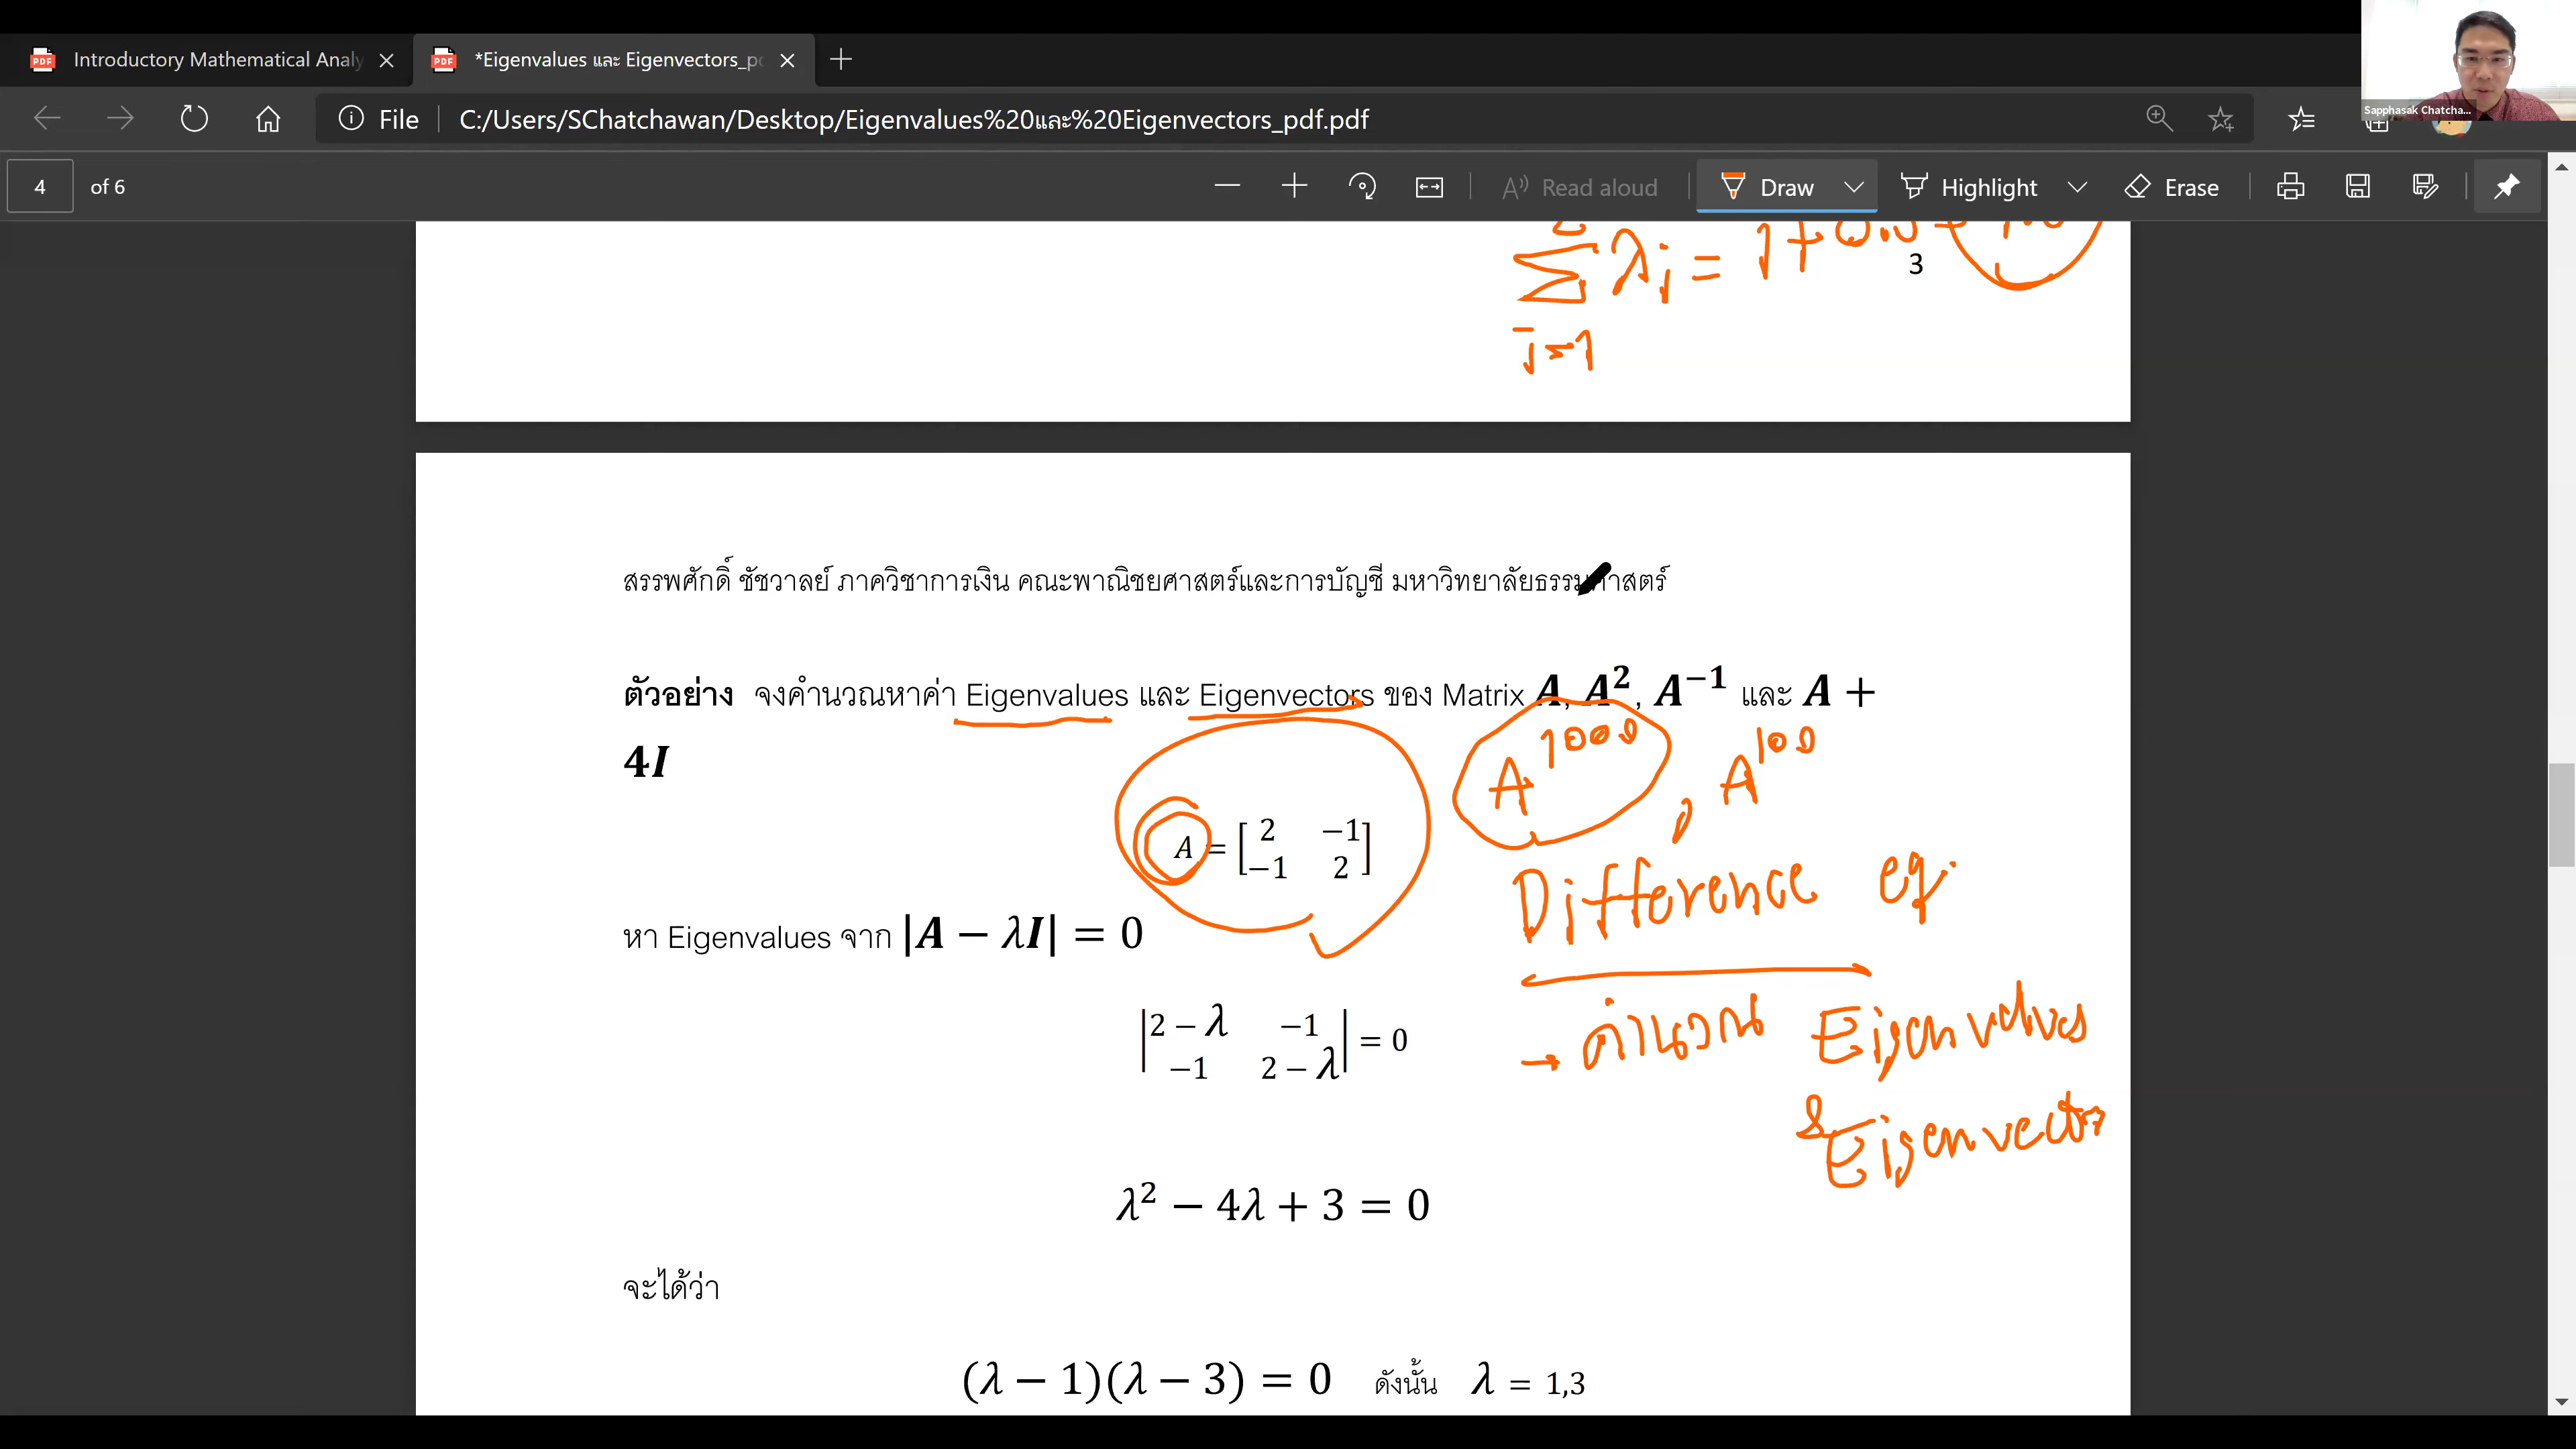 Introductory Mathematical Analy
*Eigenvalues และ Eigenvectors_p
Sapphasak Chatcha...
File
C:/Users/SChatchawan/Desktop/Eigenvalues%20และ%20Eigenvectors_pdf.pdf
4 of 6
Read aloud
Draw
Highlight
Erase
3
j=1
สรรพศักดิ์ ชัชวาลย์ ภาควิชาการเงิน คณะพาณิชยศาสตร์และการบัญชี มหาวิทยาลัยธรรมศาสตร์
ตัวอย่าง จงคำนวณหาค่า Eigenvalues และ Eigenvectors ของ Matrix A, A², A⁻¹ และ A +
4I
A¹⁰⁰⁰, A¹⁰⁰
A = [2 −1
−1 2]
Difference eq.
หา Eigenvalues จาก |A − λI| = 0
|2 − λ −1
−1 2 − λ| = 0
→ คำนวณ Eigenvalues
& Eigenvector
λ² − 4λ + 3 = 0
จะได้ว่า
(λ − 1)(λ − 3) = 0 ดังนั้น λ = 1,3